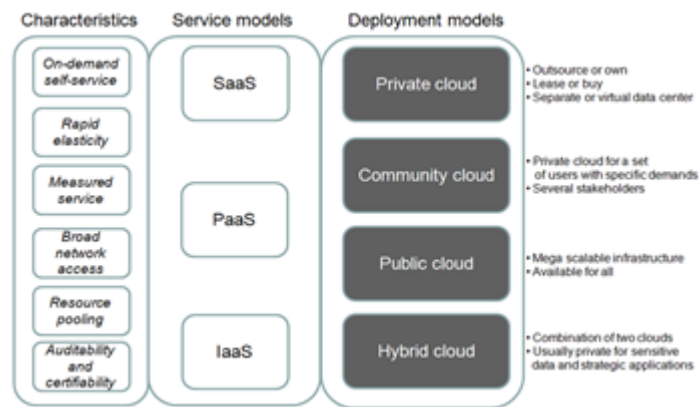 Characteristics
Service models
Deployment models
On-demand
self-service
Rapid
elasticity
Measured
service
Broad
network
access
Resource
pooling
Auditability
and
certifiability
SaaS
PaaS
IaaS
Private cloud
• Outsource or own
• Lease or buy
• Separate or virtual data center
Community cloud
• Private cloud for a set
of users with specific demands
• Several stakeholders
Public cloud
• Mega scalable infrastructure
• Available for all
Hybrid cloud
• Combination of two clouds
• Usually private for sensitive
data and strategic applications